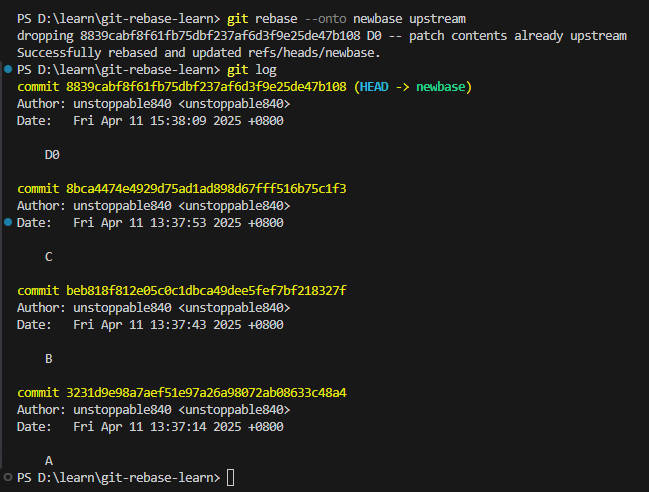 PS D:\learn\git-rebase-learn> git rebase --onto newbase upstream
dropping 8839cabf8f61fb75dbf237af6d3f9e25de47b108 D0 -- patch contents already upstream
Successfully rebased and updated refs/heads/newbase.
PS D:\learn\git-rebase-learn> git log
commit 8839cabf8f61fb75dbf237af6d3f9e25de47b108 (HEAD -> newbase)
Author: unstoppable840 <unstoppable840>
Date:   Fri Apr 11 15:38:09 2025 +0800
    D0
commit 8bca4474e4929d75ad1ad898d67fff516b75c1f3
Author: unstoppable840 <unstoppable840>
Date:   Fri Apr 11 13:37:53 2025 +0800
    C
commit beb818f812e05c0c1dbca49dee5fef7bf218327f
Author: unstoppable840 <unstoppable840>
Date:   Fri Apr 11 13:37:43 2025 +0800
    B
commit 3231d9e98a7aef51e97a26a98072ab08633c48a4
Author: unstoppable840 <unstoppable840>
Date:   Fri Apr 11 13:37:14 2025 +0800
    A
PS D:\learn\git-rebase-learn>